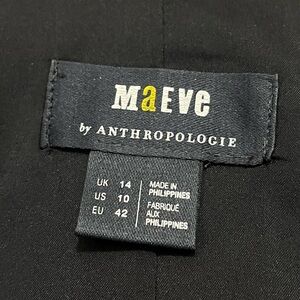 MaEve
by ANTHROPOLOGIE
UK 14
US 10
EU 42
MADE IN
PHILIPPINES
FABRIQUÉ
AUX
PHILIPPINES